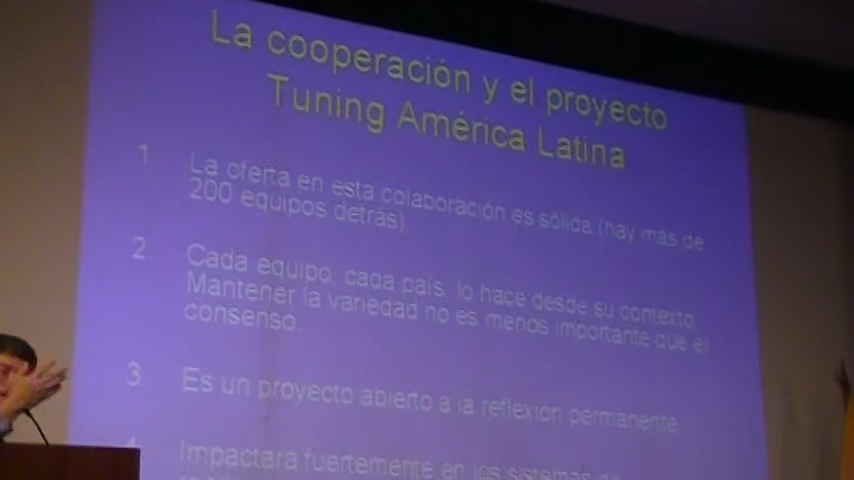 La cooperación y el proyecto
Tuning América Latina
1 La oferta en esta colaboración es sólida (hay mas de
200 equipos detrás)
2. Cada equipo, cada país, lo hace desde su contexto
Mantener la variedad no es menos importante que el
consenso.
3. Es un proyecto abierto a la reflexión permanente
Impactara fuertemente en los sistemas